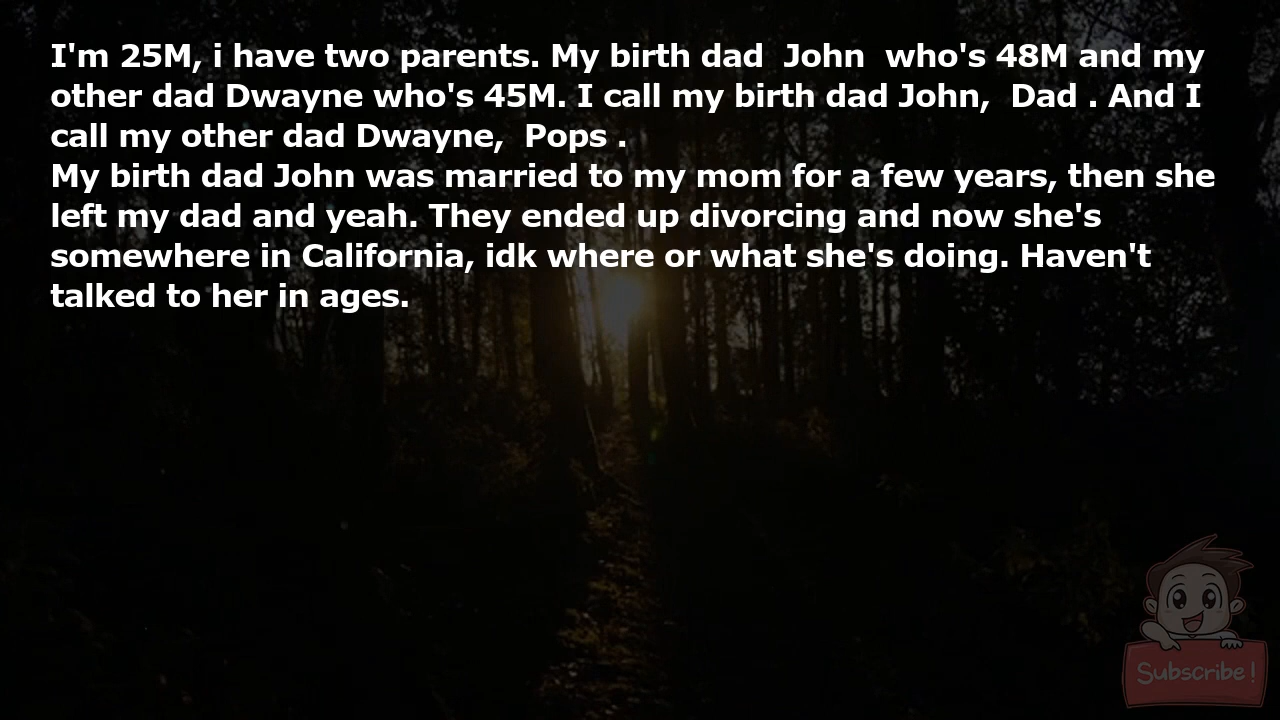 I'm 25M, i have two parents. My birth dad  John  who's 48M and my
other dad Dwayne who's 45M. I call my birth dad John,  Dad . And I
call my other dad Dwayne,  Pops .
My birth dad John was married to my mom for a few years, then she
left my dad and yeah. They ended up divorcing and now she's
somewhere in California, idk where or what she's doing. Haven't
talked to her in ages.
Subscribe!